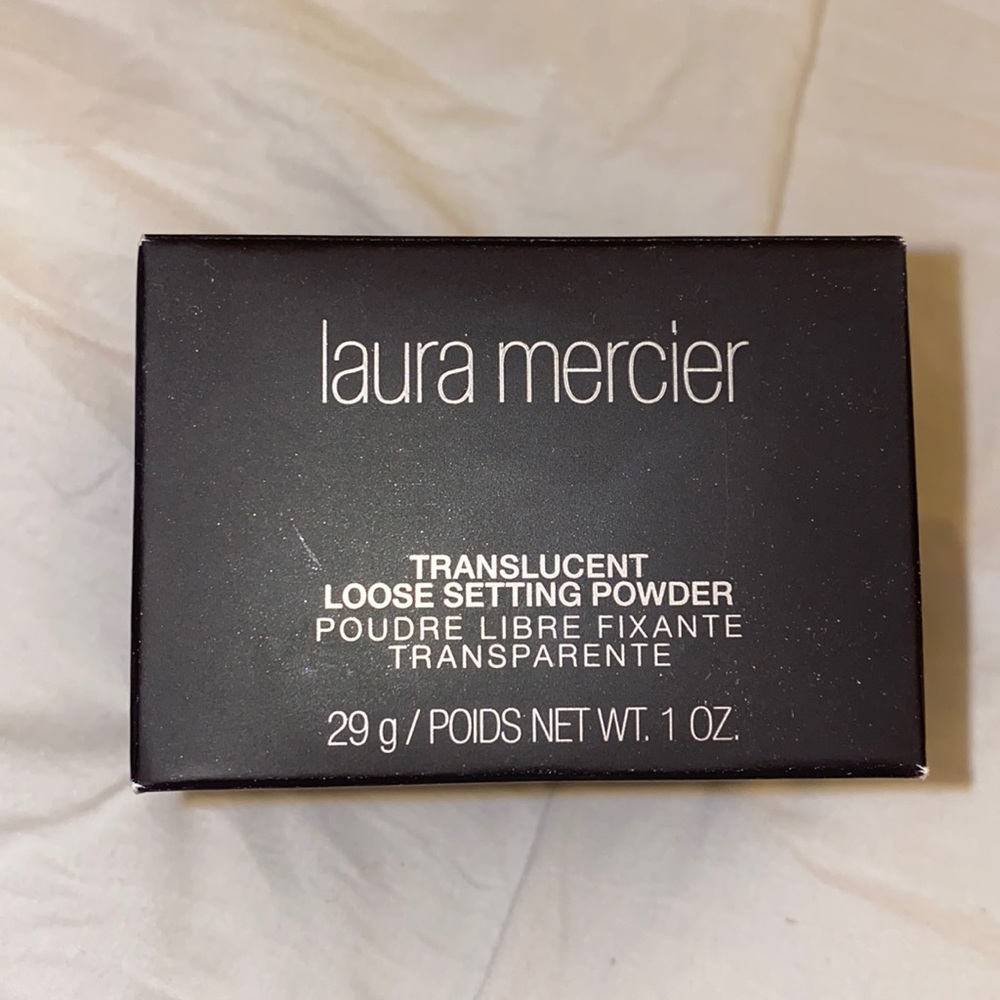 laura mercier
TRANSLUCENT
LOOSE SETTING POWDER
POUDRE LIBRE FIXANTE
TRANSPARENTE
29 g / POIDS NET WT. 1 OZ.